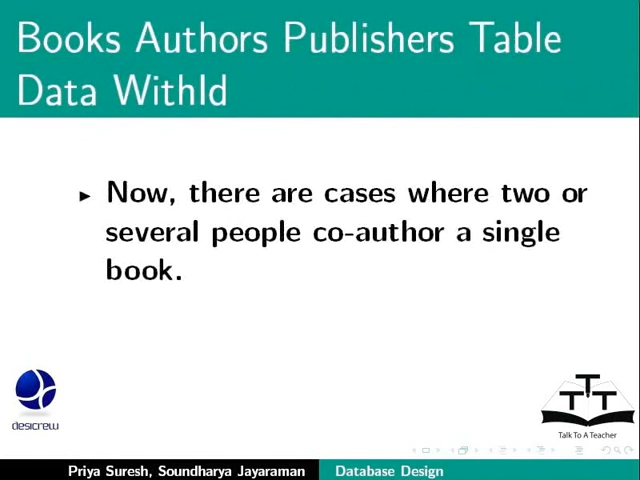 Books Authors Publishers Table
Data WithId
Now, there are cases where two or
several people co-author a single
book.
desicrew
T T T
Talk To A Teacher
Priya Suresh, Soundharya Jayaraman
Database Design